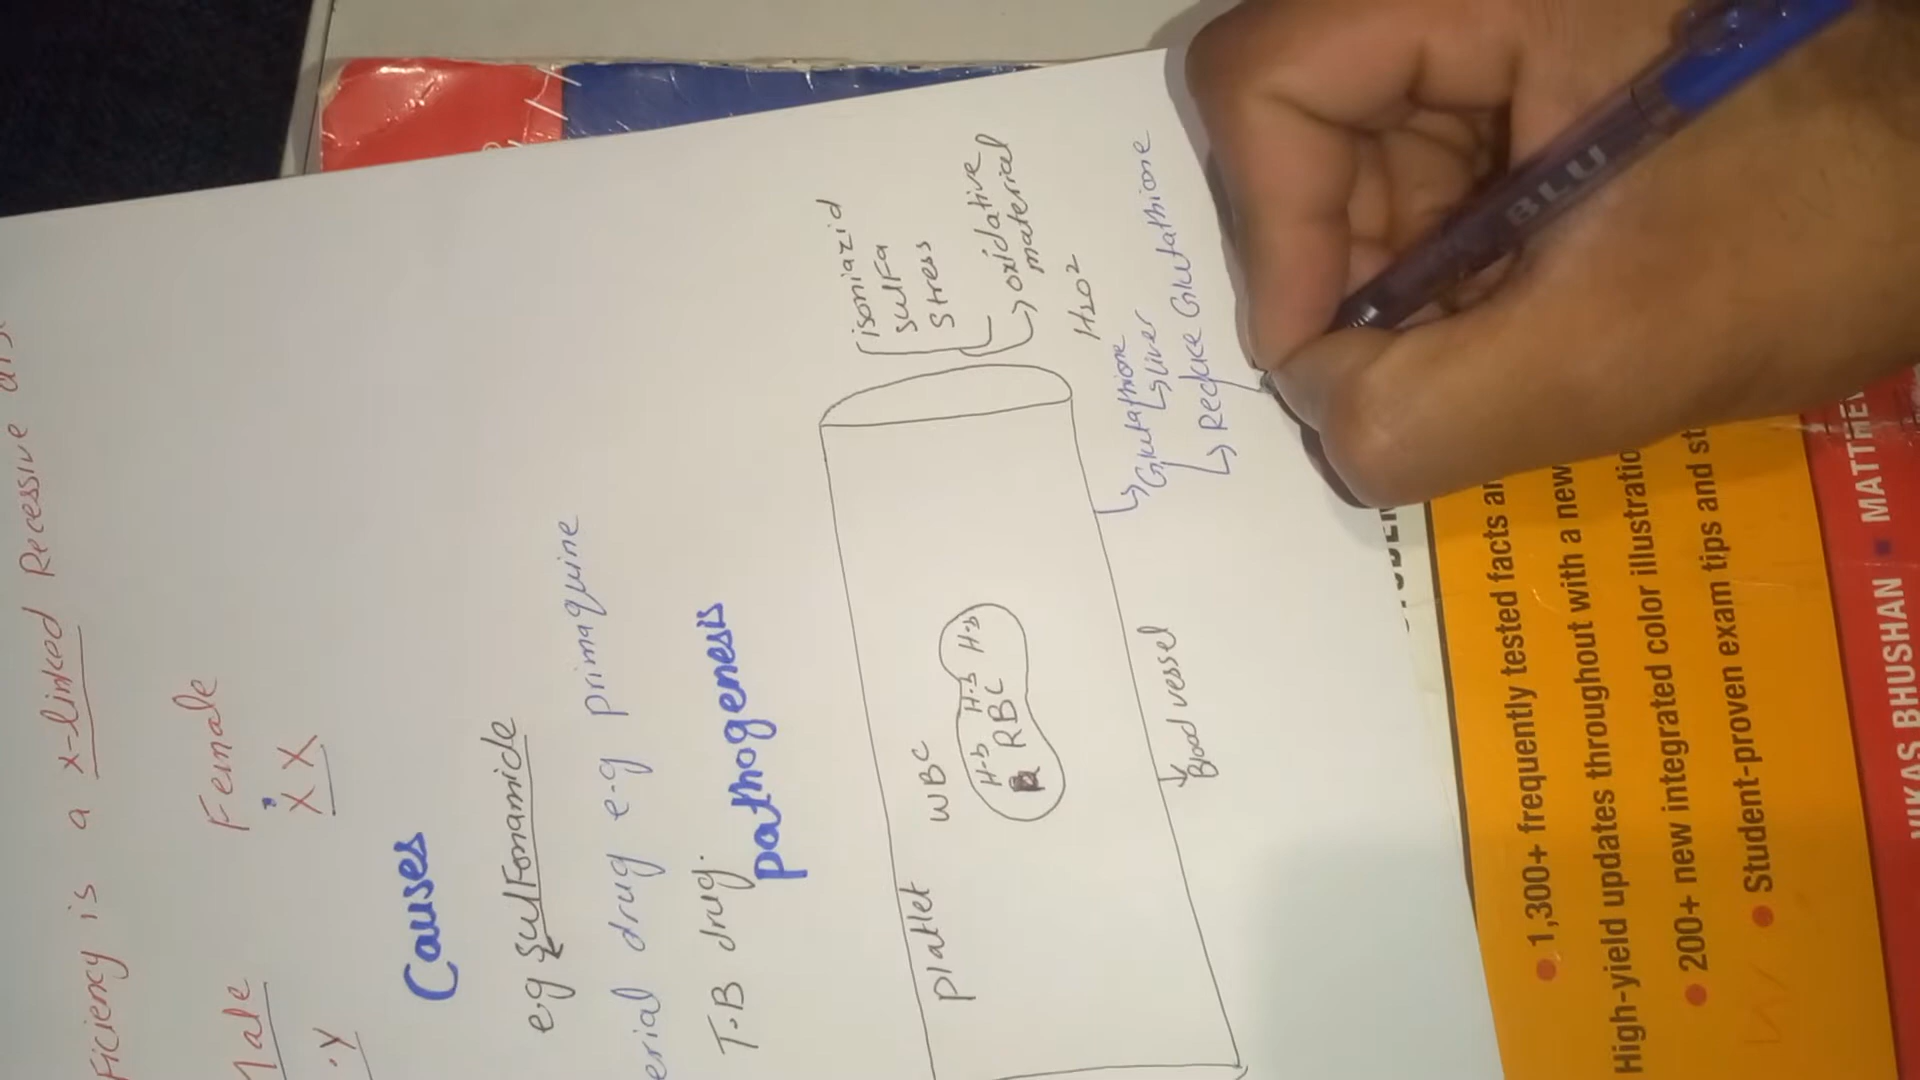 Ficiency is a x-linked Recessive
Male Female
.Y XX
Causes
e.g Sulfonamide
erial drug e-g primaquine
T.B drug.
pathogenesis
isoniazid
sulfa
stress
oxidative
material
H2O2
Glutathione
Liver
Reduce Glutathione
platlet WBC
H-b H-b H-b
RBC
Blood vessel
BLU
1,300+ frequently tested facts
High-yield updates throughout with a new
200+ new integrated color illustratio
Student-proven exam tips and st
VIKAS BHUSHAN MATTHEW